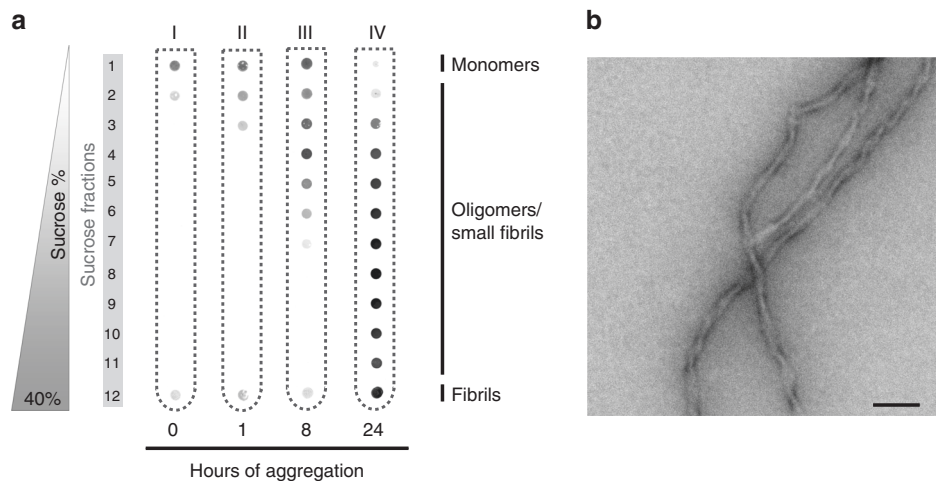 a
b
I II III IV
Sucrose %
40%
Sucrose fractions
1
2
3
4
5
6
7
8
9
10
11
12
Monomers
Oligomers/
small fibrils
Fibrils
0 1 8 24
Hours of aggregation